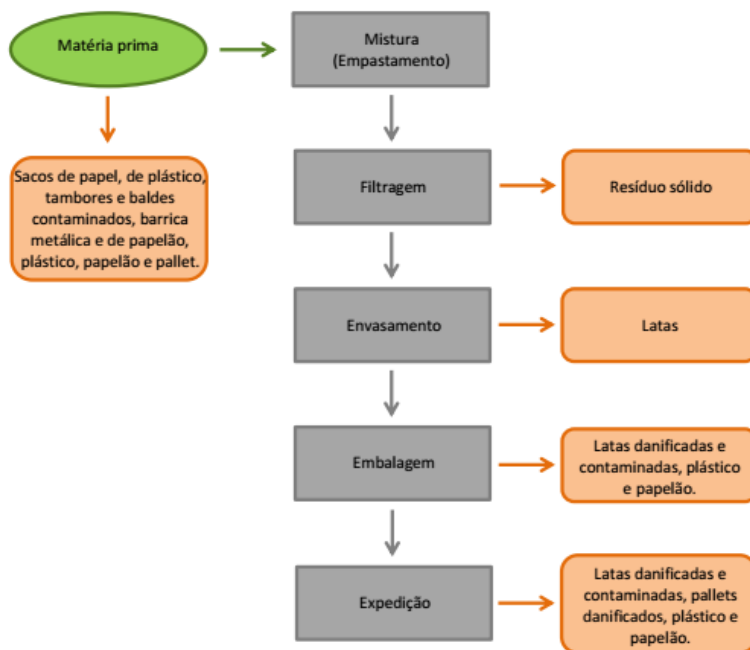 Matéria prima
Mistura
(Empastamento)
Sacos de papel, de plástico,
tambores e baldes
contaminados, barrica
metálica e de papelão,
plástico, papelão e pallet.
Filtragem
Resíduo sólido
Envasamento
Latas
Embalagem
Latas danificadas e
contaminadas, plástico
e papelão.
Expedição
Latas danificadas e
contaminadas, pallets
danificados, plástico e
papelão.